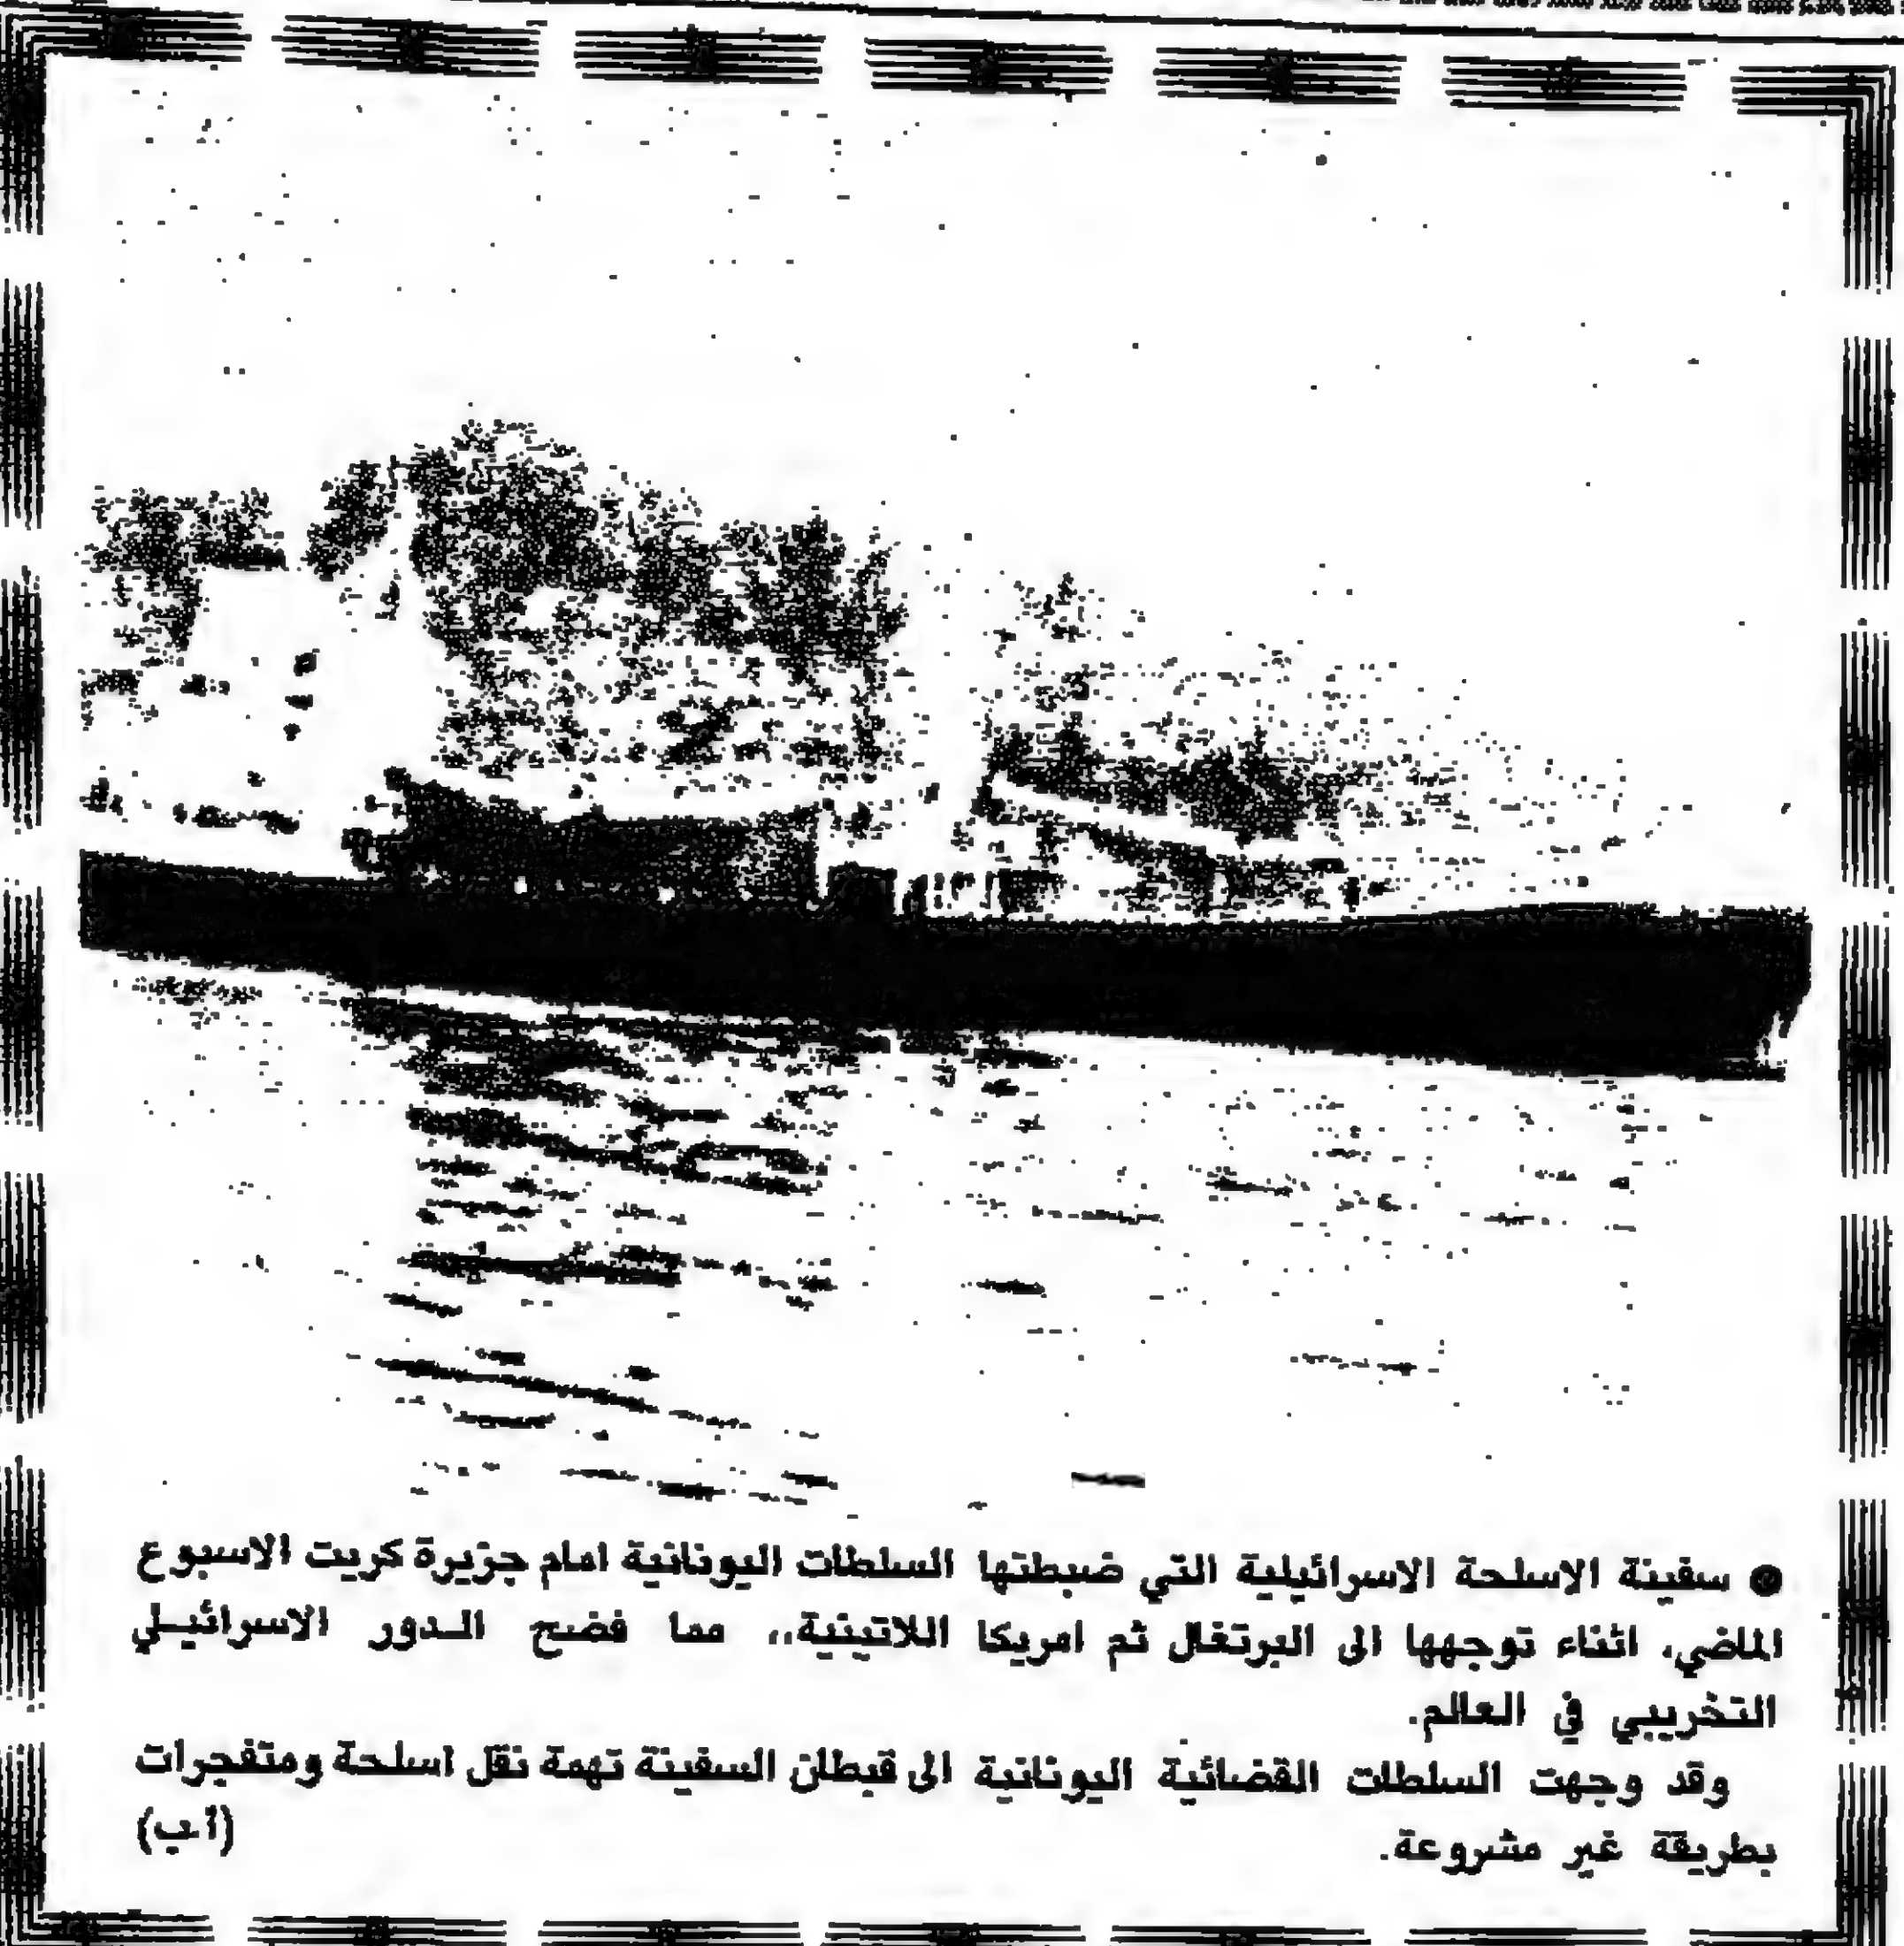 ● سفينة الاسلحة الاسرائيلية التي ضبطتها السلطات اليونانية امام جزيرة كريت الاسبوع
الماضي، اثناء توجهها الى البرتغال ثم امريكا اللاتينية،، مما فضح الـدور الاسرائيـلي
التخريبي في العالم.
وقد وجهت السلطات القضائية اليونانية الى قبطان السفينة تهمة نقل اسلحة ومتفجرات
بطريقة غير مشروعة. (أ.ب)